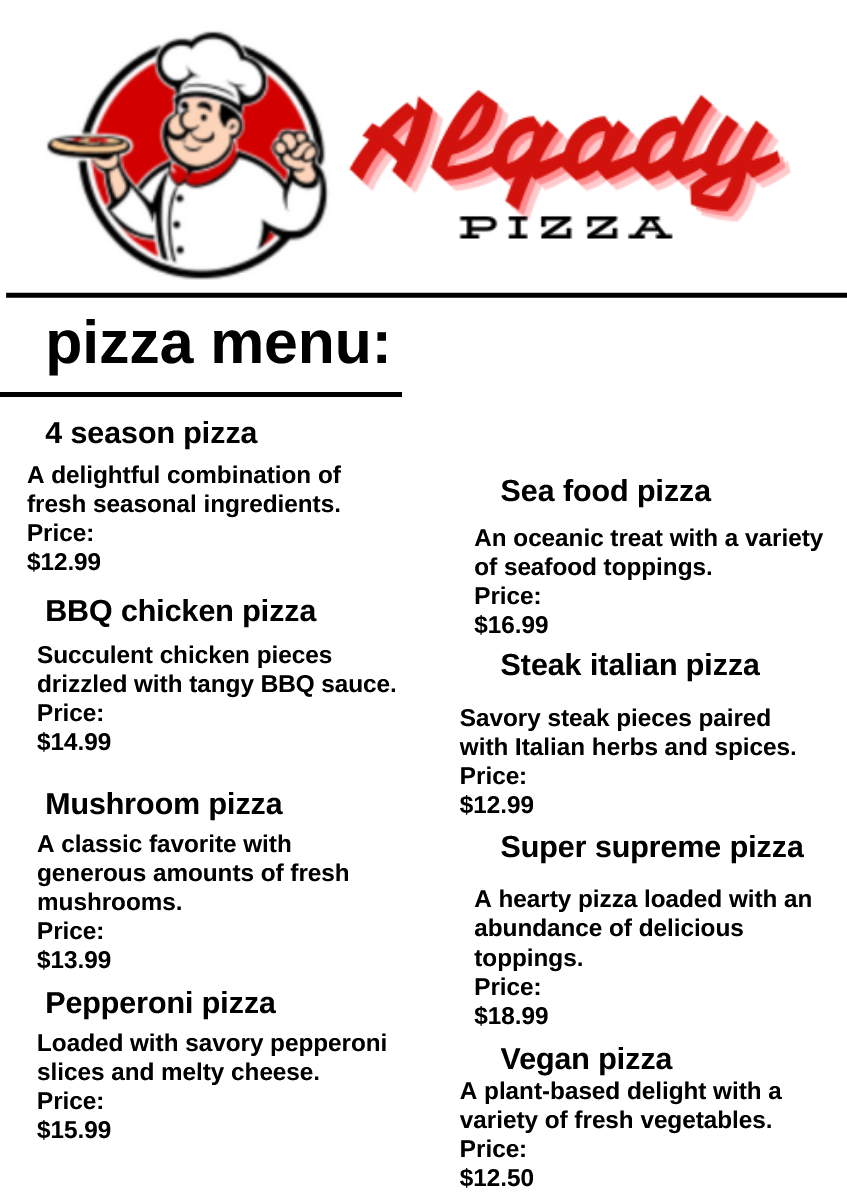 Alqady
PIZZA
pizza menu:
4 season pizza
A delightful combination of
fresh seasonal ingredients.
Price:
$12.99
BBQ chicken pizza
Succulent chicken pieces
drizzled with tangy BBQ sauce.
Price:
$14.99
Mushroom pizza
A classic favorite with
generous amounts of fresh
mushrooms.
Price:
$13.99
Pepperoni pizza
Loaded with savory pepperoni
slices and melty cheese.
Price:
$15.99
Sea food pizza
An oceanic treat with a variety
of seafood toppings.
Price:
$16.99
Steak italian pizza
Savory steak pieces paired
with Italian herbs and spices.
Price:
$12.99
Super supreme pizza
A hearty pizza loaded with an
abundance of delicious
toppings.
Price:
$18.99
Vegan pizza
A plant-based delight with a
variety of fresh vegetables.
Price:
$12.50